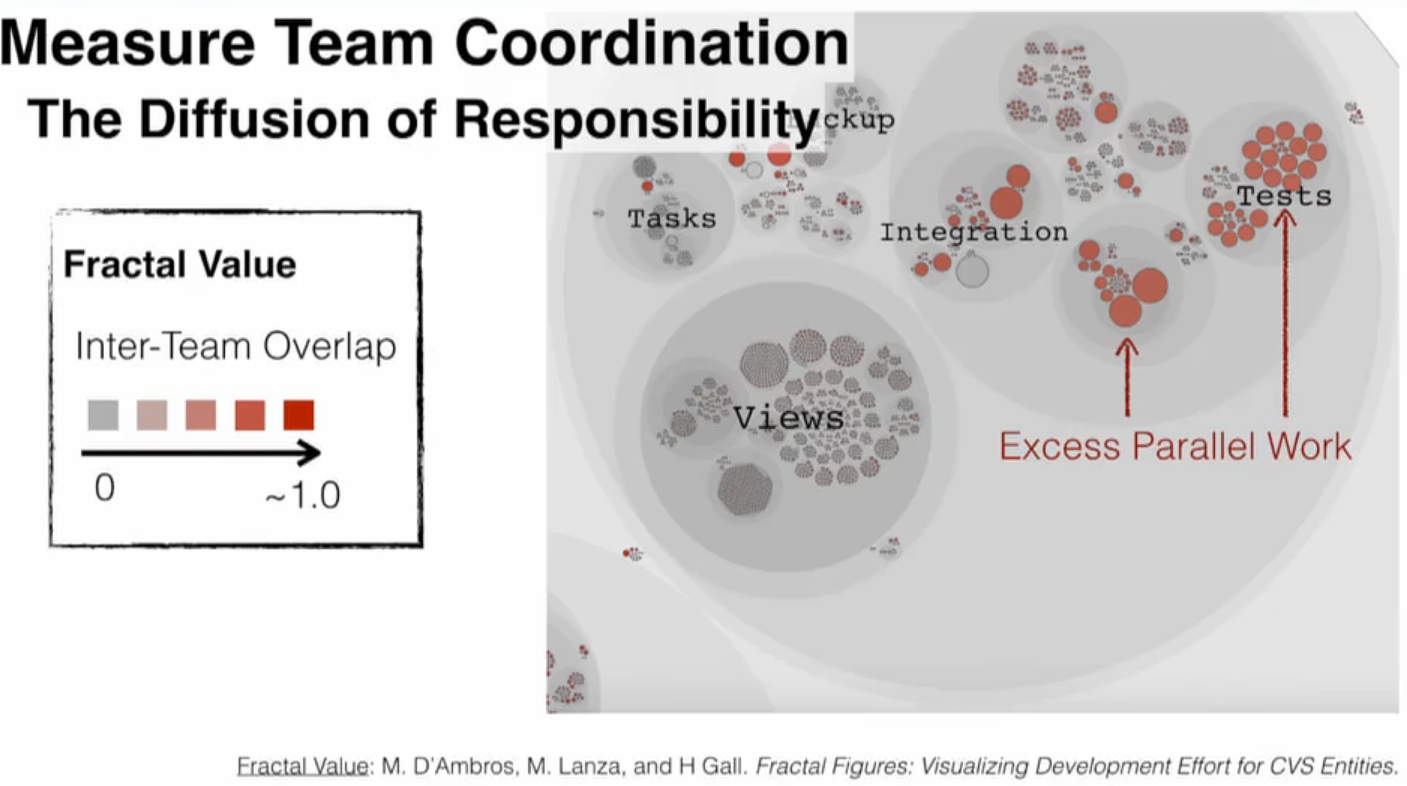 Measure Team Coordination
The Diffusion of Responsibility
ckup
Tasks
Integration
Tests
Fractal Value
Inter-Team Overlap
0
~1.0
Views
Excess Parallel Work
Fractal Value: M. D'Ambros, M. Lanza, and H Gall. Fractal Figures: Visualizing Development Effort for CVS Entities.